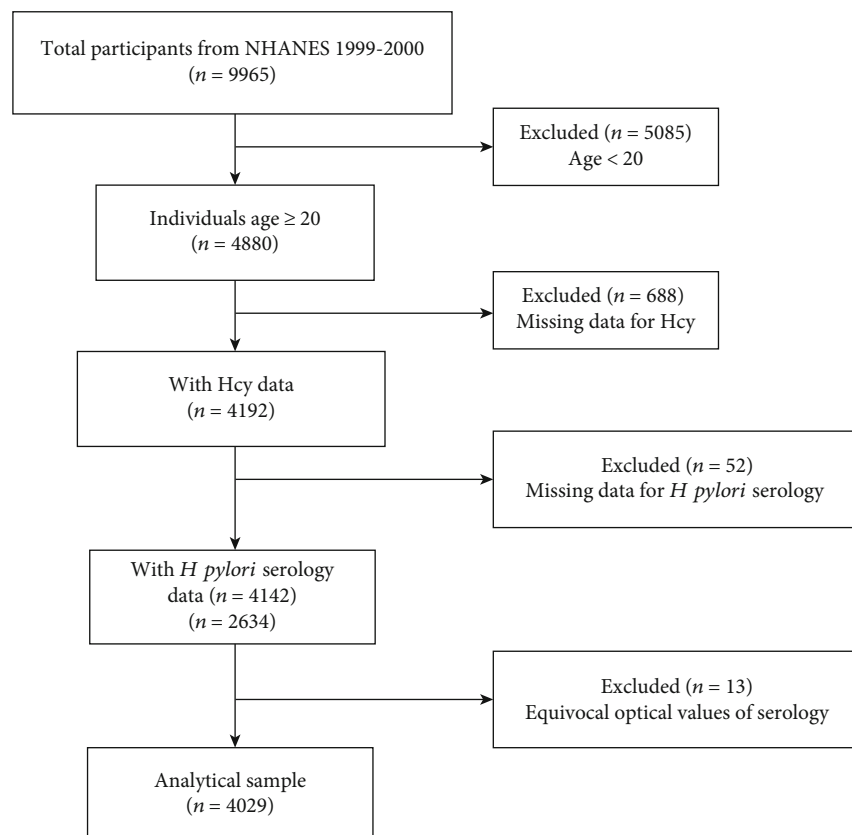 Total participants from NHANES 1999-2000
(n = 9965)
Excluded (n = 5085)
Age < 20
Individuals age ≥ 20
(n = 4880)
Excluded (n = 688)
Missing data for Hcy
With Hcy data
(n = 4192)
Excluded (n = 52)
Missing data for H pylori serology
With H pylori serology
data (n = 4142)
(n = 2634)
Excluded (n = 13)
Equivocal optical values of serology
Analytical sample
(n = 4029)